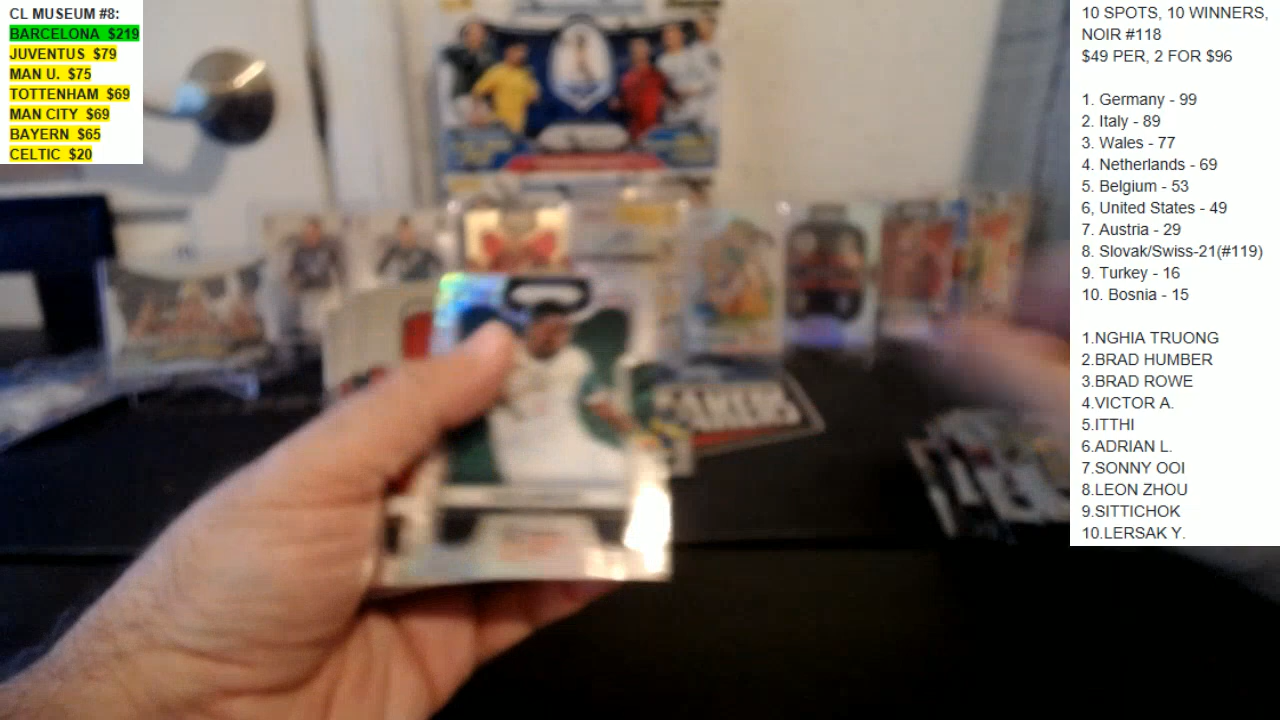 CL MUSEUM #8:
BARCELONA $219
JUVENTUS $79
MAN U. $75
TOTTENHAM $69
MAN CITY $69
BAYERN $65
CELTIC $20
10 SPOTS, 10 WINNERS,
NOIR #118
$49 PER, 2 FOR $96
1. Germany - 99
2. Italy - 89
3. Wales - 77
4. Netherlands - 69
5. Belgium - 53
6, United States - 49
7. Austria - 29
8. Slovak/Swiss-21(#119)
9. Turkey - 16
10. Bosnia - 15
1.NGHIA TRUONG
2.BRAD HUMBER
3.BRAD ROWE
4.VICTOR A.
5.ITTHI
6.ADRIAN L.
7.SONNY OOI
8.LEON ZHOU
9.SITTICHOK
10.LERSAK Y.